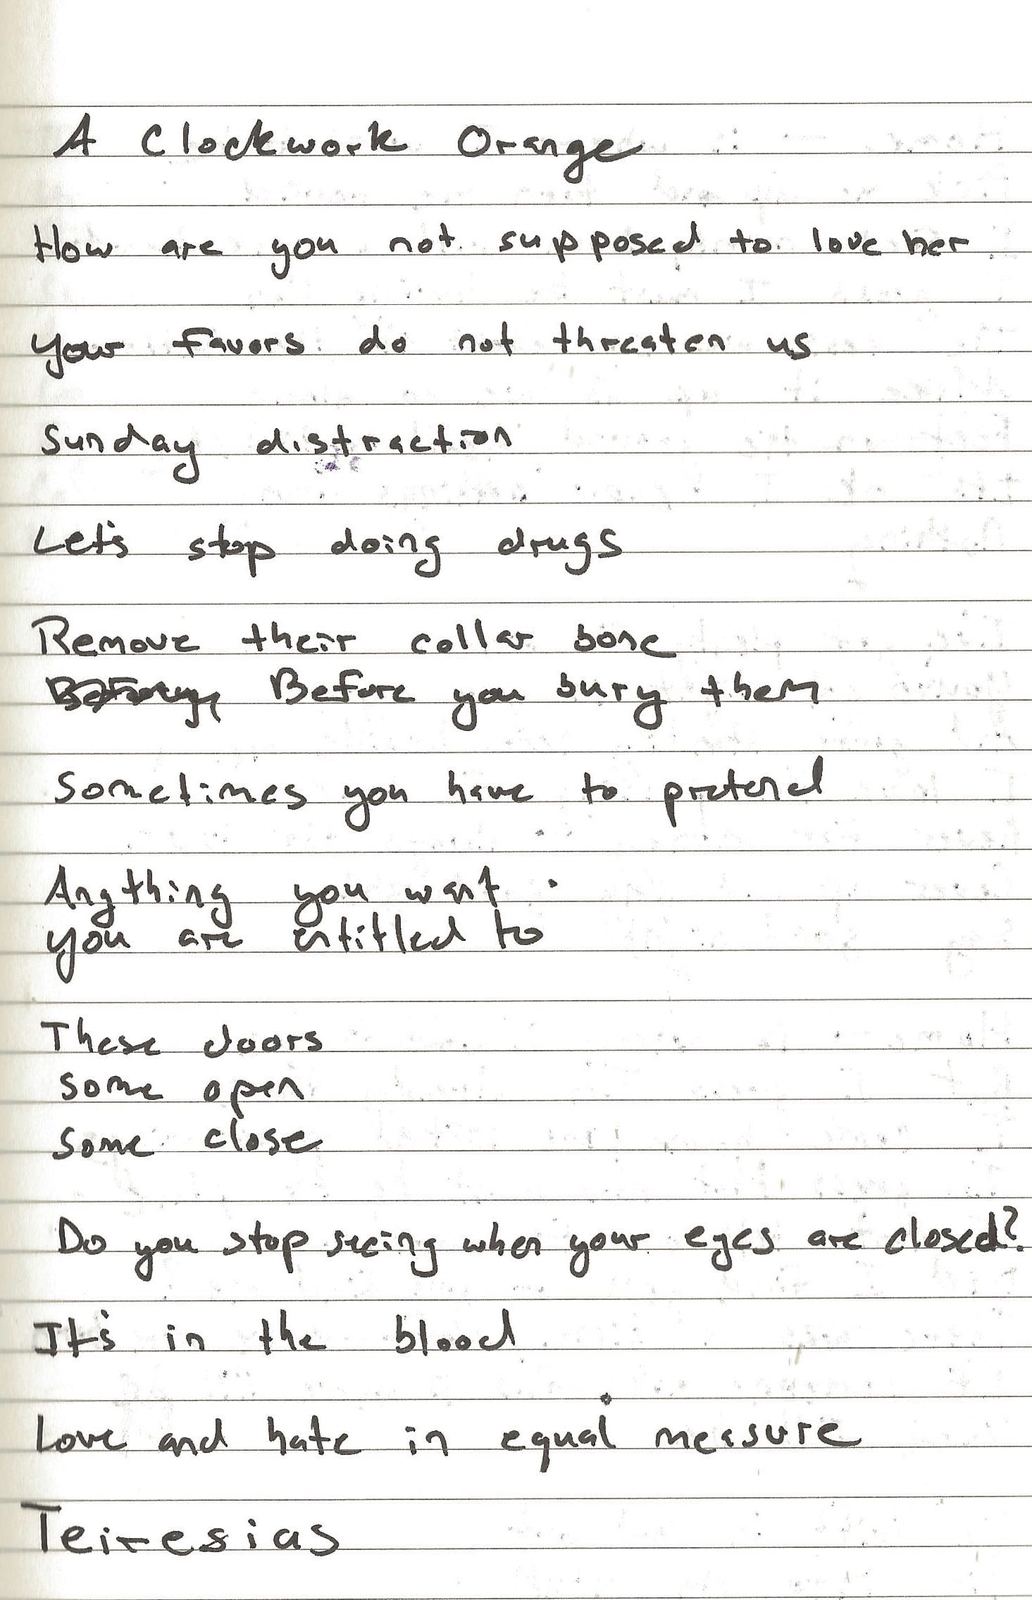 A Clockwork Orange
How are you not supposed to love her
Your favors do not threaten us
Sunday distraction
Let's stop doing drugs
Remove their collar bone
Before you bury them
Sometimes you have to pretend
Anything you want
you are entitled to
These doors
some open
some close
Do you stop seeing when your eyes are closed?
It's in the blood
Love and hate in equal measure
Teiresias